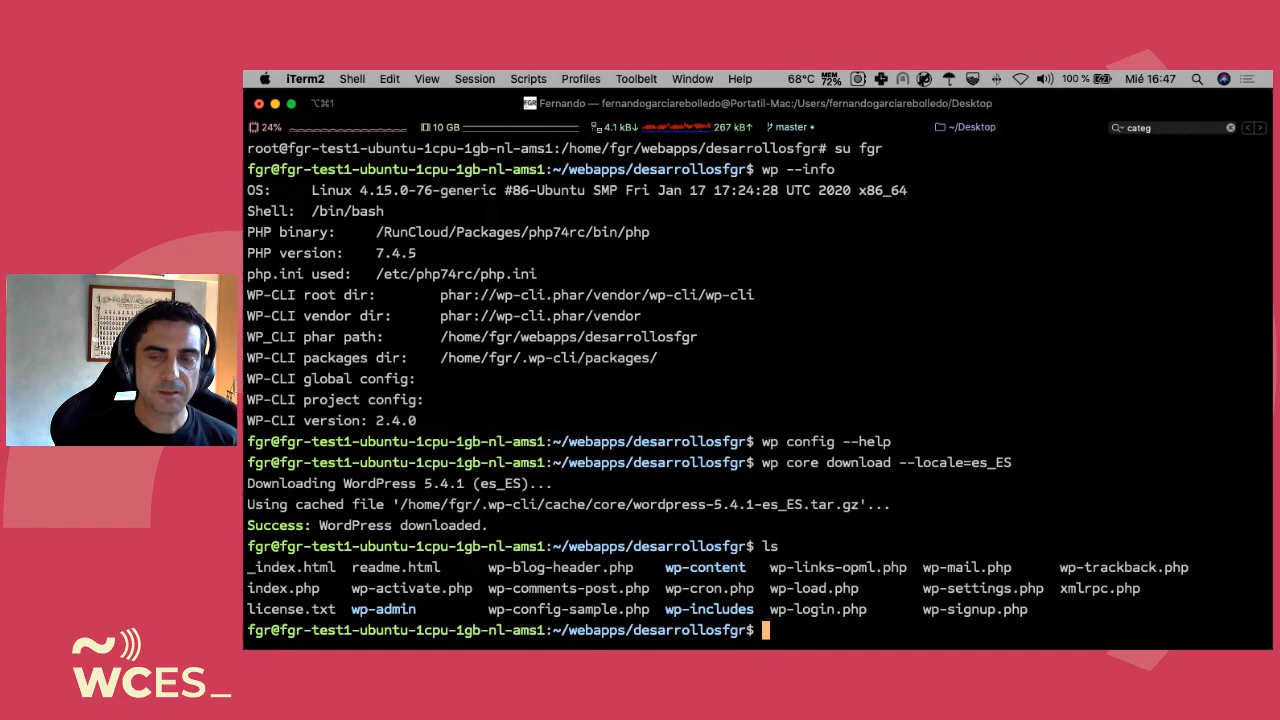 iTerm2 Shell Edit View Session Scripts Profiles Toolbelt Window Help 68°C MEM 72% 100 % Mié 16:47
⌥⌘1 FGR Fernando — fernandogarciarebolledo@Portatil-Mac:/Users/fernandogarciarebolledo/Desktop
24% 10 GB 4.1 kB↓ 267 kB↑ master • ~/Desktop categ
root@fgr-test1-ubuntu-1cpu-1gb-nl-ams1:/home/fgr/webapps/desarrollosfgr# su fgr
fgr@fgr-test1-ubuntu-1cpu-1gb-nl-ams1:~/webapps/desarrollosfgr$ wp --info
OS: Linux 4.15.0-76-generic #86-Ubuntu SMP Fri Jan 17 17:24:28 UTC 2020 x86_64
Shell: /bin/bash
PHP binary: /RunCloud/Packages/php74rc/bin/php
PHP version: 7.4.5
php.ini used: /etc/php74rc/php.ini
WP-CLI root dir: phar://wp-cli.phar/vendor/wp-cli/wp-cli
WP-CLI vendor dir: phar://wp-cli.phar/vendor
WP_CLI phar path: /home/fgr/webapps/desarrollosfgr
WP-CLI packages dir: /home/fgr/.wp-cli/packages/
WP-CLI global config:
WP-CLI project config:
WP-CLI version: 2.4.0
fgr@fgr-test1-ubuntu-1cpu-1gb-nl-ams1:~/webapps/desarrollosfgr$ wp config --help
fgr@fgr-test1-ubuntu-1cpu-1gb-nl-ams1:~/webapps/desarrollosfgr$ wp core download --locale=es_ES
Downloading WordPress 5.4.1 (es_ES)...
Using cached file '/home/fgr/.wp-cli/cache/core/wordpress-5.4.1-es_ES.tar.gz'...
Success: WordPress downloaded.
fgr@fgr-test1-ubuntu-1cpu-1gb-nl-ams1:~/webapps/desarrollosfgr$ ls
_index.html readme.html wp-blog-header.php wp-content wp-links-opml.php wp-mail.php wp-trackback.php
index.php wp-activate.php wp-comments-post.php wp-cron.php wp-load.php wp-settings.php xmlrpc.php
license.txt wp-admin wp-config-sample.php wp-includes wp-login.php wp-signup.php
fgr@fgr-test1-ubuntu-1cpu-1gb-nl-ams1:~/webapps/desarrollosfgr$
WCES_